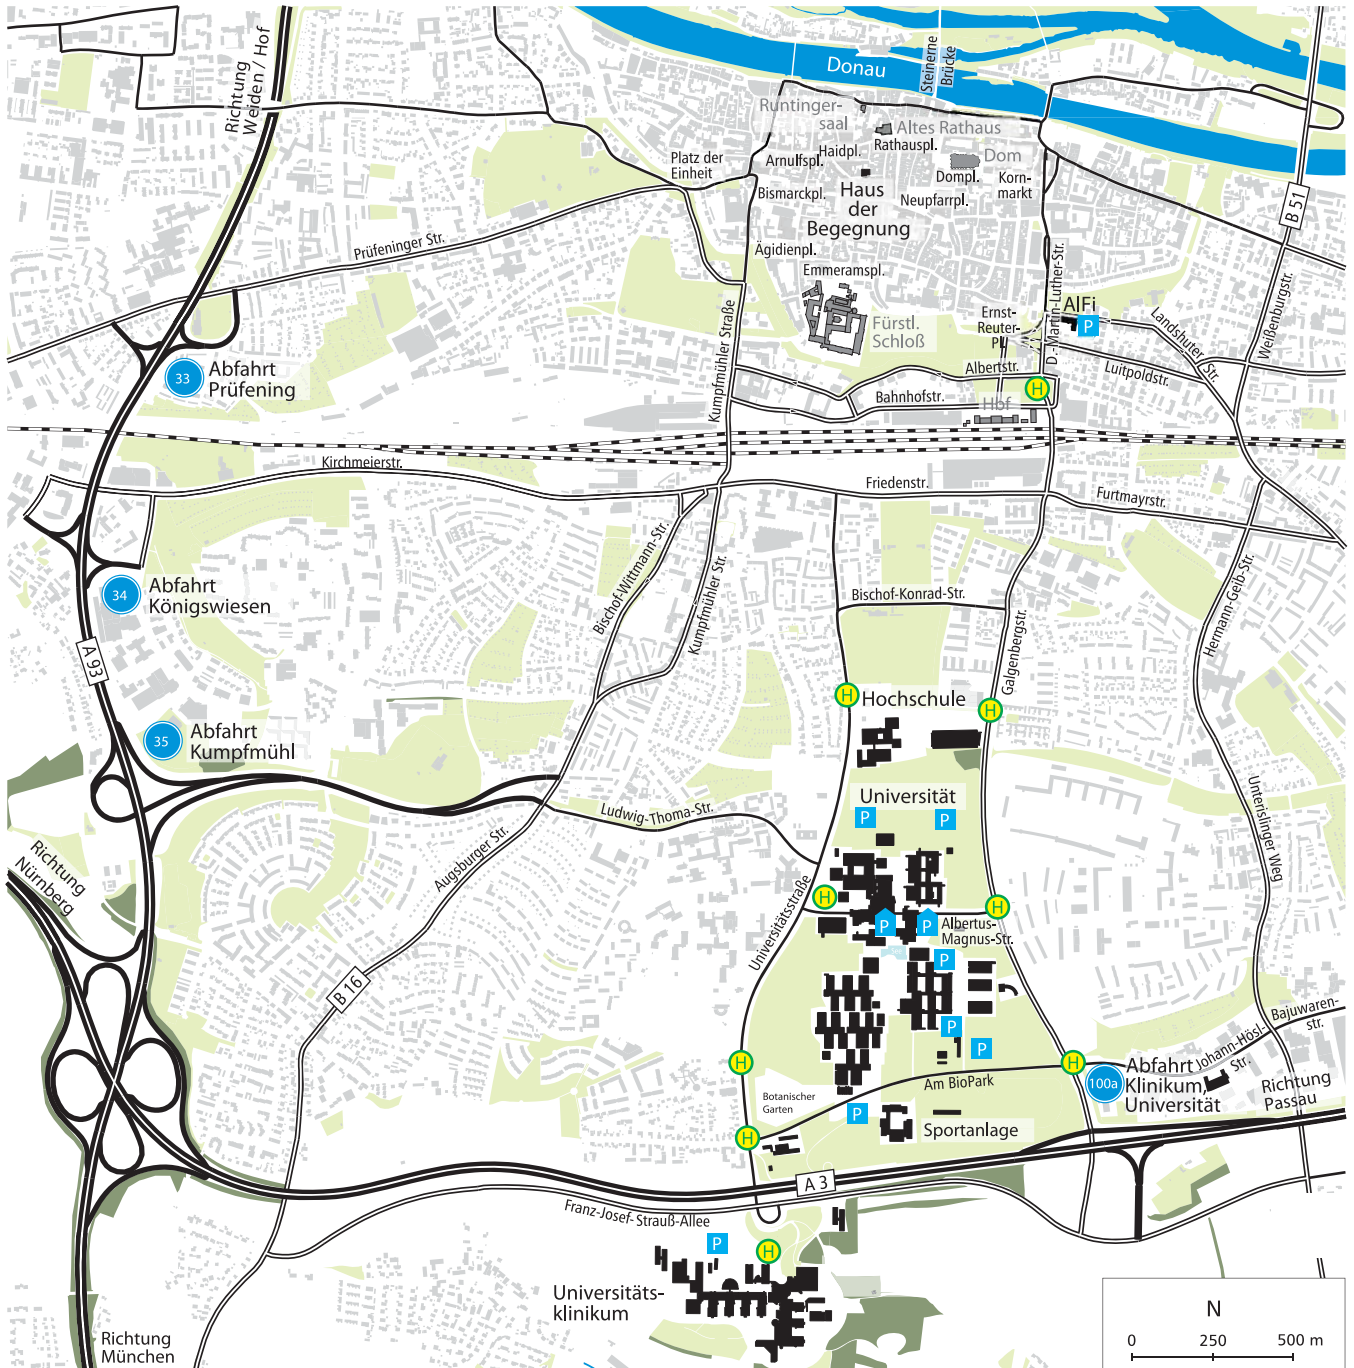 Richtung
Weiden / Hof
Donau
Steinerne
Brücke
Runtinger-
saal
Altes Rathaus
Rathauspl.
Haidpl.
Arnulfspl.
Platz der
Einheit
Dom
Dompl.
Korn-
markt
Bismarckpl.
Haus
der
Begegnung
Neupfarrpl.
B 51
Prüfeninger Str.
Ägidienpl.
Emmeramspl.
Fürstl.
Schloß
Ernst-
Reuter-
Pl.
D.-Martin-Luther-Str.
AlFi
P
Landshuter Str.
Weißenburgstr.
Luitpoldstr.
Albertstr.
H
Bahnhofstr.
Hbf
Kumpfmühler Straße
33
Abfahrt
Prüfening
Kirchmeierstr.
Friedenstr.
Furtmayrstr.
34
Abfahrt
Königswiesen
Bischof-Wittmann-Str.
Kumpfmühler Str.
Bischof-Konrad-Str.
Galgenbergstr.
Hermann-Geib-Str.
A 93
H
Hochschule
H
35
Abfahrt
Kumpfmühl
Universität
P
P
Ludwig-Thoma-Str.
Augsburger Str.
Unterislinger Weg
Richtung
Nürnberg
Universitätsstraße
H
H
P
P
Albertus-
Magnus-Str.
P
B 16
P
P
Bajuwaren-
str.
Johann-Hösl-
Str.
H
H
100a
Abfahrt
Klinikum,
Universität
Richtung
Passau
Am BioPark
Botanischer
Garten
P
Sportanlage
H
A 3
Franz-Josef-Strauß-Allee
P
H
Universitäts-
klinikum
Richtung
München
N
0 250 500 m